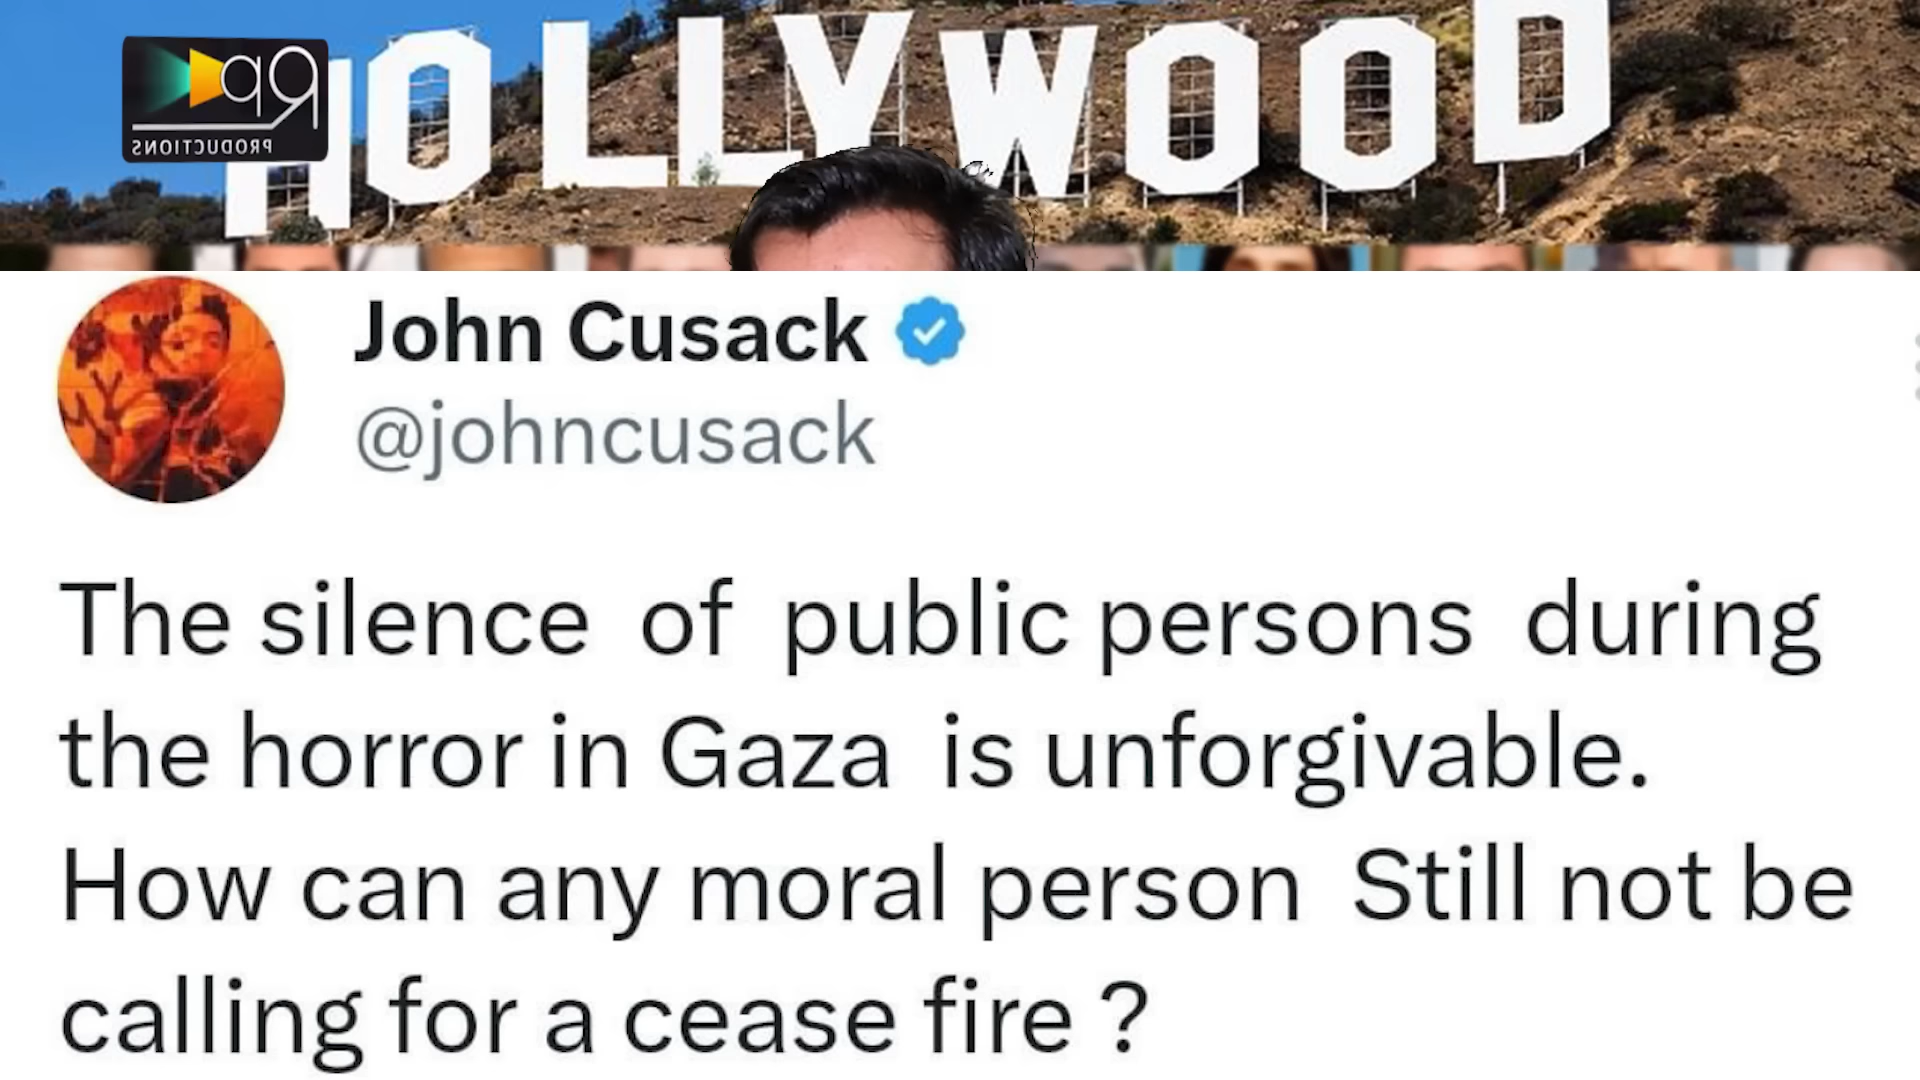 HOLLYWOOD
Rp
PRODUCTIONS
John Cusack
@johncusack
The silence of public persons during
the horror in Gaza is unforgivable.
How can any moral person Still not be
calling for a cease fire ?